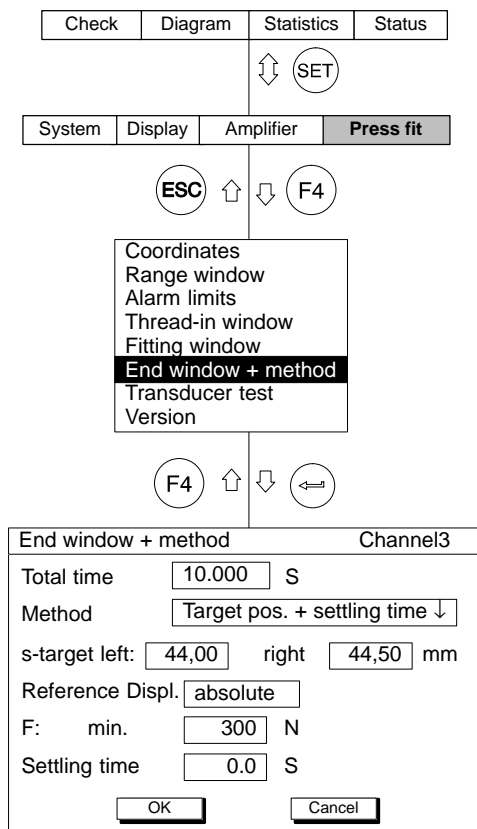 Check Diagram Statistics Status
SET
System Display Amplifier Press fit
ESC F4
Coordinates
Range window
Alarm limits
Thread-in window
Fitting window
End window + method
Transducer test
Version
F4
End window + method Channel3
Total time 10.000 S
Method Target pos. + settling time ↓
s-target left: 44,00 right 44,50 mm
Reference Displ. absolute
F: min. 300 N
Settling time 0.0 S
OK Cancel